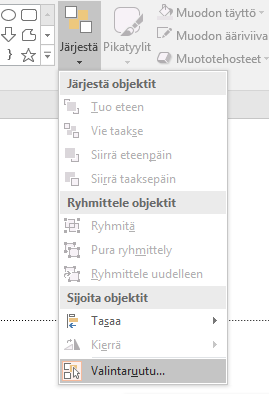 Järjestä
Pikatyylit
Muodon täyttö
Muodon ääriviiva
Muototehosteet
Järjestä objektit
Tuo eteen
Vie taakse
Siirrä eteenpäin
Siirrä taaksepäin
Ryhmittele objektit
Ryhmitä
Pura ryhmittely
Ryhmittele uudelleen
Sijoita objektit
Tasaa
Kierrä
Valintaruutu...